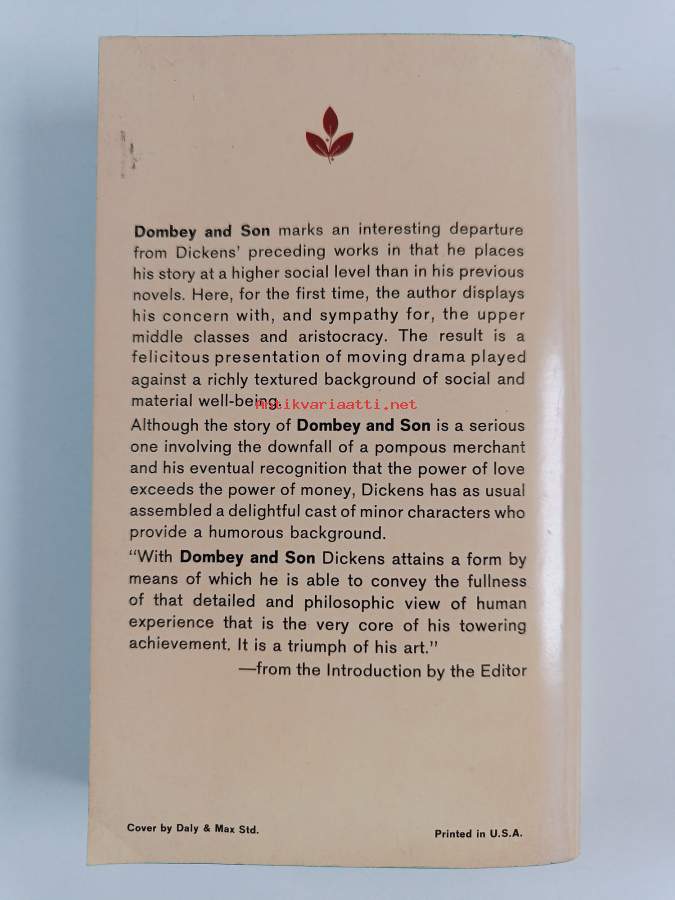 Dombey and Son marks an interesting departure
from Dickens' preceding works in that he places
his story at a higher social level than in his previous
novels. Here, for the first time, the author displays
his concern with, and sympathy for, the upper
middle classes and aristocracy. The result is a
felicitous presentation of moving drama played
against a richly textured background of social and
material well-being.
antikvariaatti.net
Although the story of Dombey and Son is a serious
one involving the downfall of a pompous merchant
and his eventual recognition that the power of love
exceeds the power of money, Dickens has as usual
assembled a delightful cast of minor characters who
provide a humorous background.
"With Dombey and Son Dickens attains a form by
means of which he is able to convey the fullness
of that detailed and philosophic view of human
experience that is the very core of his towering
achievement. It is a triumph of his art."
—from the Introduction by the Editor
Cover by Daly & Max Std.
Printed in U.S.A.